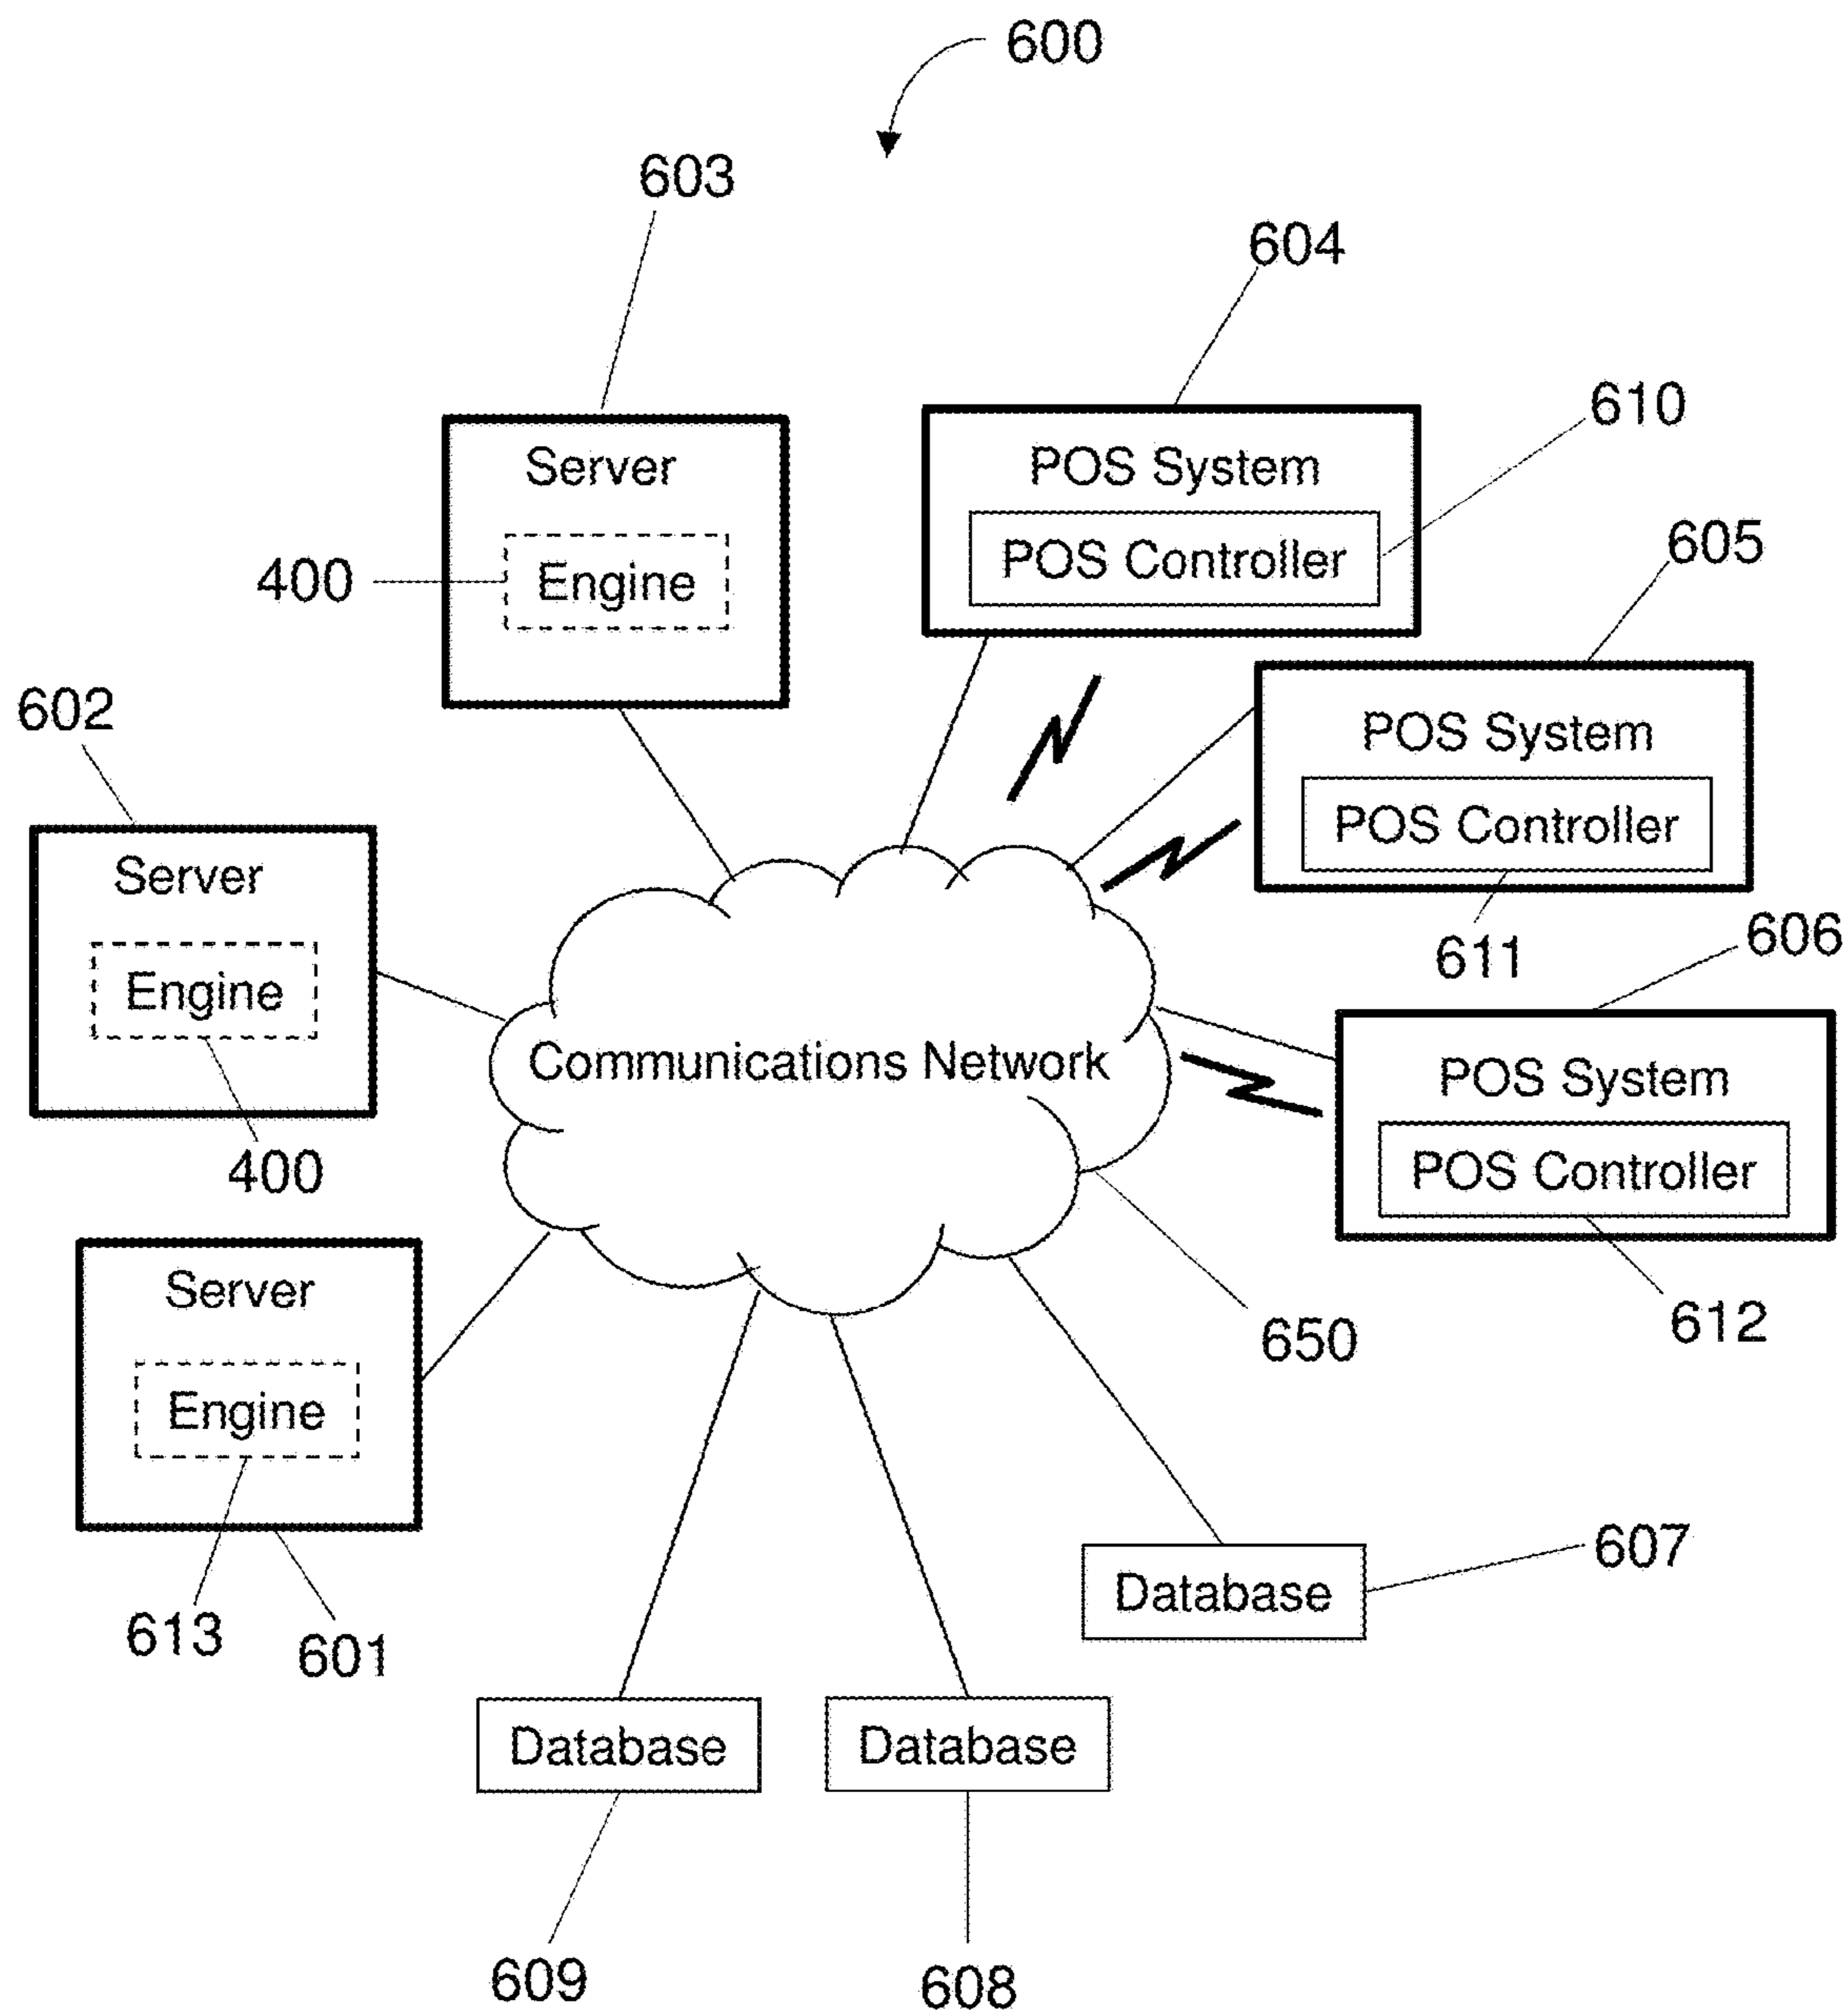 600
603
604
610
Server
POS System
400
Engine
POS Controller
605
602
POS System
POS Controller
Server
611
606
Engine
Communications Network
POS System
400
POS Controller
Server
650
612
Engine
607
Database
613
601
Database
Database
609
608